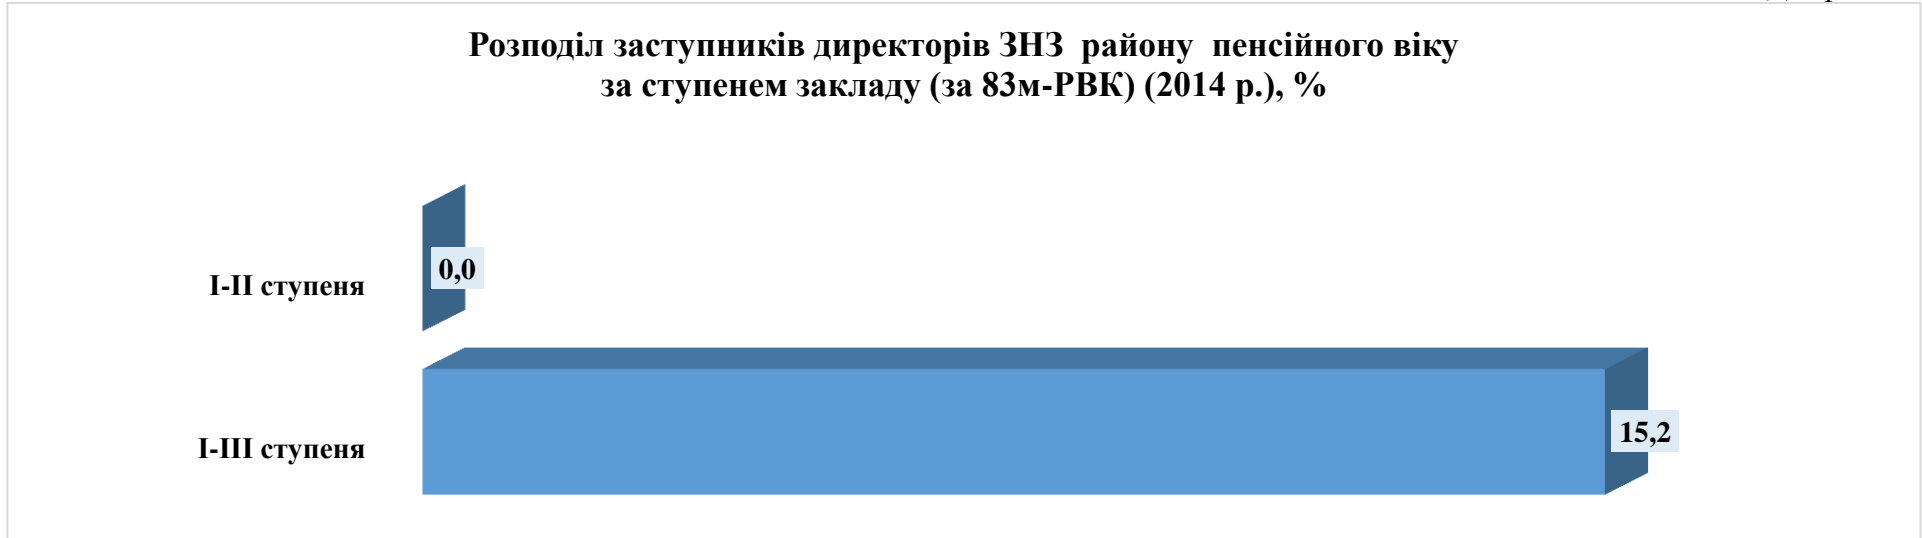 Розподіл заступників директорів ЗНЗ району пенсійного віку
за ступенем закладу (за 83м-РВК) (2014 р.), %
І-ІІ ступеня
0,0
І-ІІІ ступеня
15,2